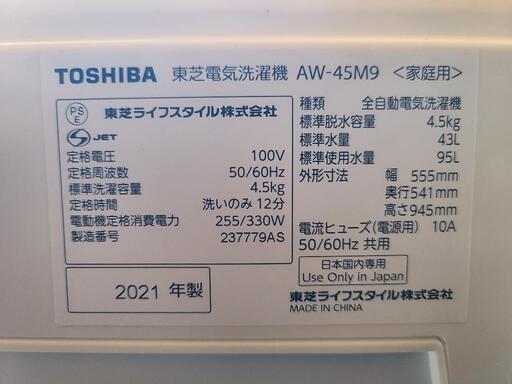 TOSHIBA 東芝電気洗濯機 AW-45M9 <家庭用>
PSE 東芝ライフスタイル株式会社
S JET
定格電圧 100V
定格周波数 50/60Hz
標準洗濯容量 4.5kg
定格時間 洗いのみ 12分
電動機定格消費電力 255/330W
製造番号 237779AS
2021 年製
種類 全自動電気洗濯機
標準脱水容量 4.5kg
標準水量 43L
標準使用水量 95L
外形寸法 幅 555mm
奥行541mm
高さ945mm
電流ヒューズ(電源用) 10A
50/60Hz 共用
日本国内専用
Use Only in Japan
東芝ライフスタイル株式会社
MADE IN CHINA